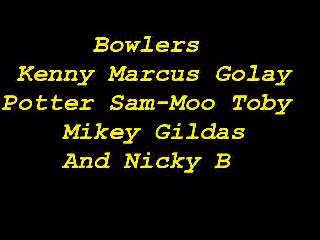 Bowlers
Kenny Marcus Golay
Potter Sam-Moo Toby
Mikey Gildas
And Nicky B